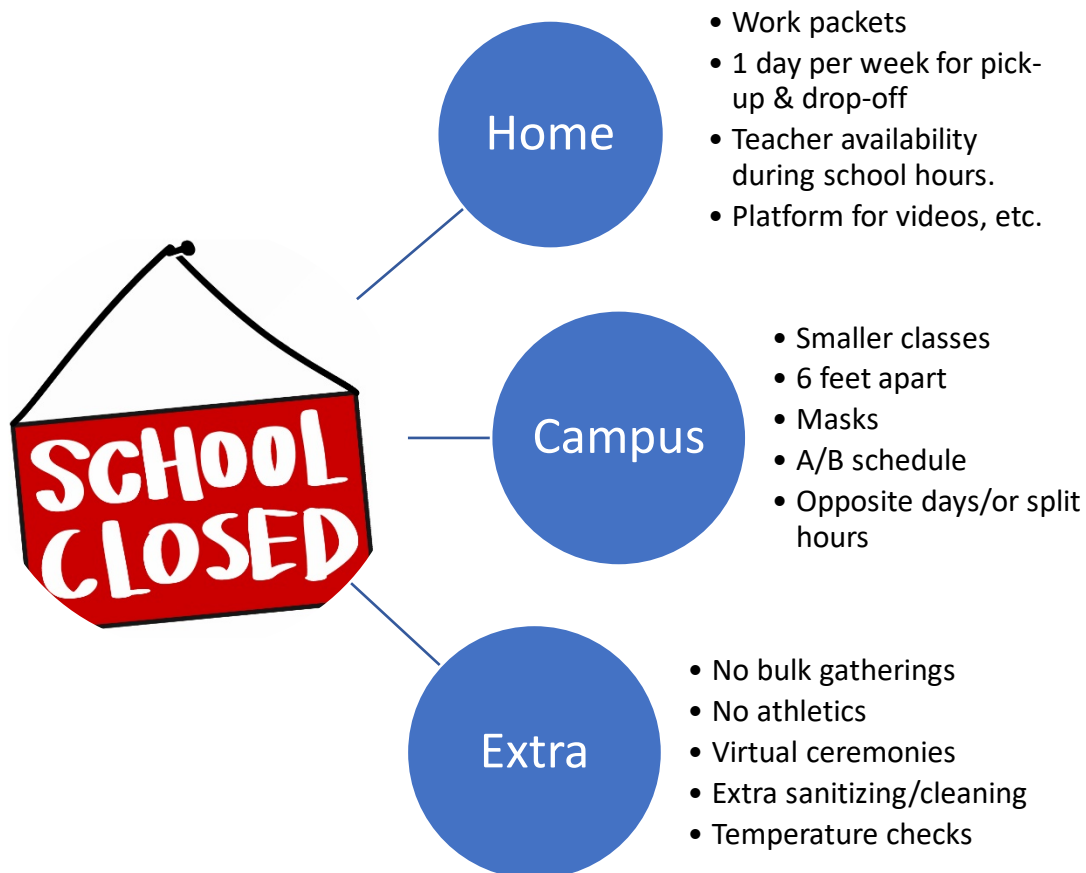 SCHOOL
CLOSED
Home
• Work packets
• 1 day per week for pick-
up & drop-off
• Teacher availability
during school hours.
• Platform for videos, etc.
Campus
• Smaller classes
• 6 feet apart
• Masks
• A/B schedule
• Opposite days/or split
hours
Extra
• No bulk gatherings
• No athletics
• Virtual ceremonies
• Extra sanitizing/cleaning
• Temperature checks